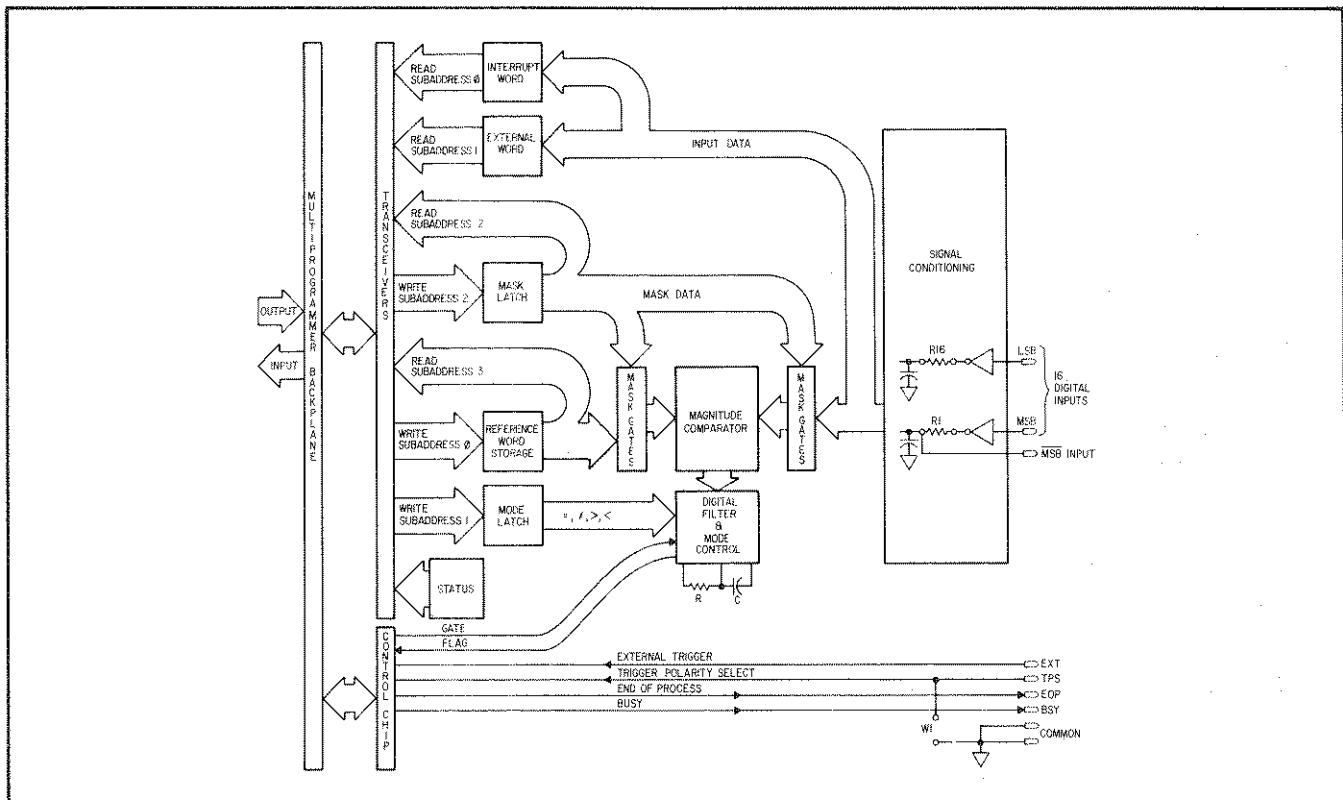 MULTIPROGRAMMER BACKPLANE
OUTPUT
INPUT
TRANSCEIVERS
CONTROL CHIP
READ
SUBADDRESS Ø
INTERRUPT
WORD
READ
SUBADDRESS 1
EXTERNAL
WORD
INPUT DATA
READ
SUBADDRESS 2
WRITE
SUBADDRESS 2
MASK
LATCH
MASK DATA
READ
SUBADDRESS 3
WRITE
SUBADDRESS Ø
REFERENCE
WORD
STORAGE
MASK GATES
MAGNITUDE
COMPARATOR
MASK GATES
WRITE
SUBADDRESS 1
MODE
LATCH
=, ≠, >, <
DIGITAL
FILTER
&
MODE
CONTROL
R
C
STATUS
GATE
FLAG
SIGNAL
CONDITIONING
R16
LSB
R1
MSB
16
DIGITAL
INPUTS
MSB INPUT
EXTERNAL TRIGGER
EXT
TRIGGER POLARITY SELECT
TPS
END OF PROCESS
EOP
BUSY
BSY
W1
COMMON